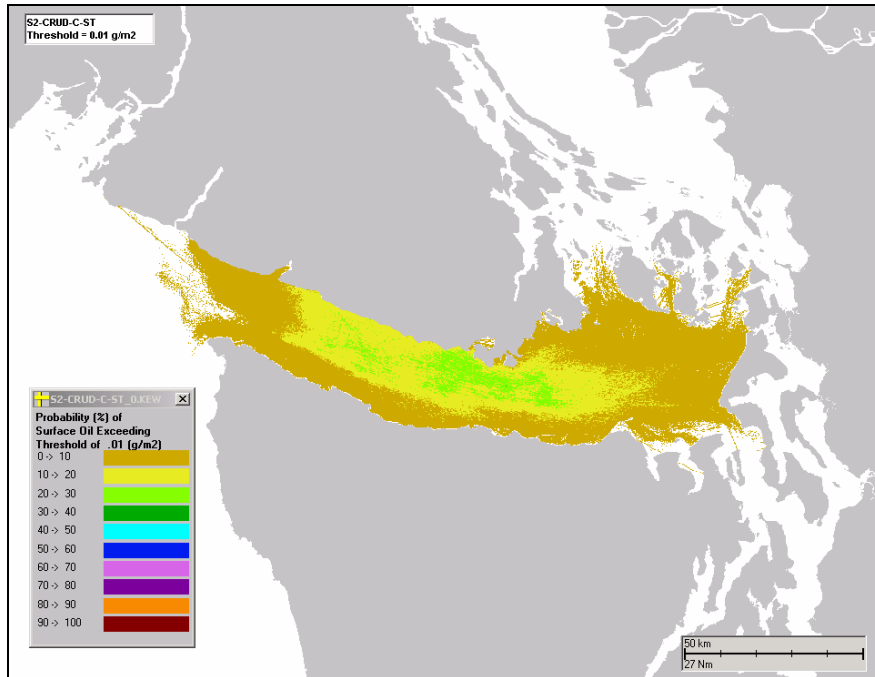 S2-CRUD-C-ST
Threshold = 0.01 g/m2
S2-CRUD-C-ST_0.KEW
Probability (%) of
Surface Oil Exceeding
Threshold of .01 (g/m2)
0 -> 10
10 -> 20
20 -> 30
30 -> 40
40 -> 50
50 -> 60
60 -> 70
70 -> 80
80 -> 90
90 -> 100
50 km
27 Nm